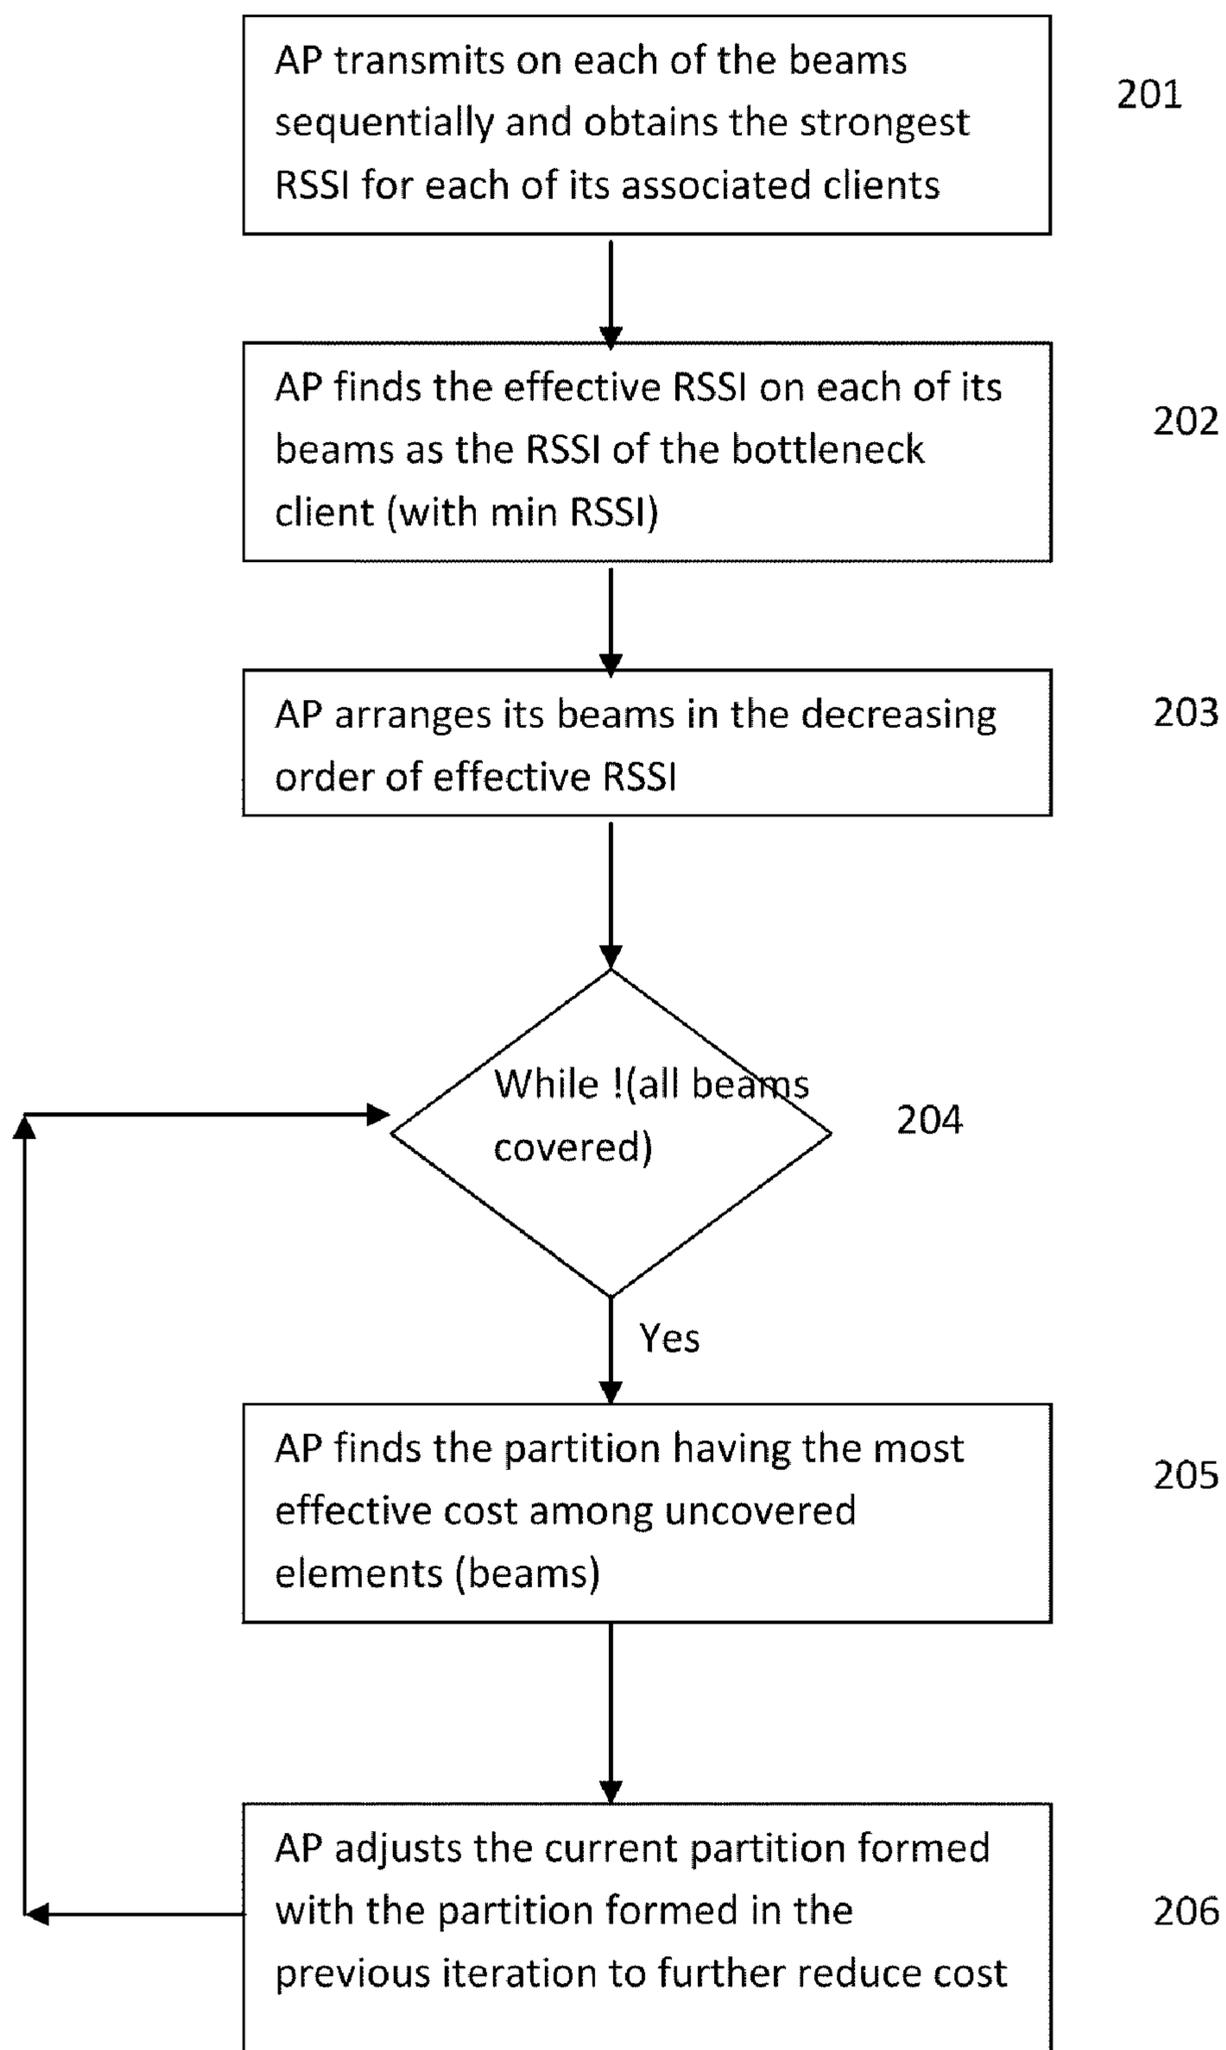 AP transmits on each of the beams
sequentially and obtains the strongest
RSSI for each of its associated clients
201
AP finds the effective RSSI on each of its
beams as the RSSI of the bottleneck
client (with min RSSI)
202
AP arranges its beams in the decreasing
order of effective RSSI
203
While !(all beams
covered)
204
Yes
AP finds the partition having the most
effective cost among uncovered
elements (beams)
205
AP adjusts the current partition formed
with the partition formed in the
previous iteration to further reduce cost
206